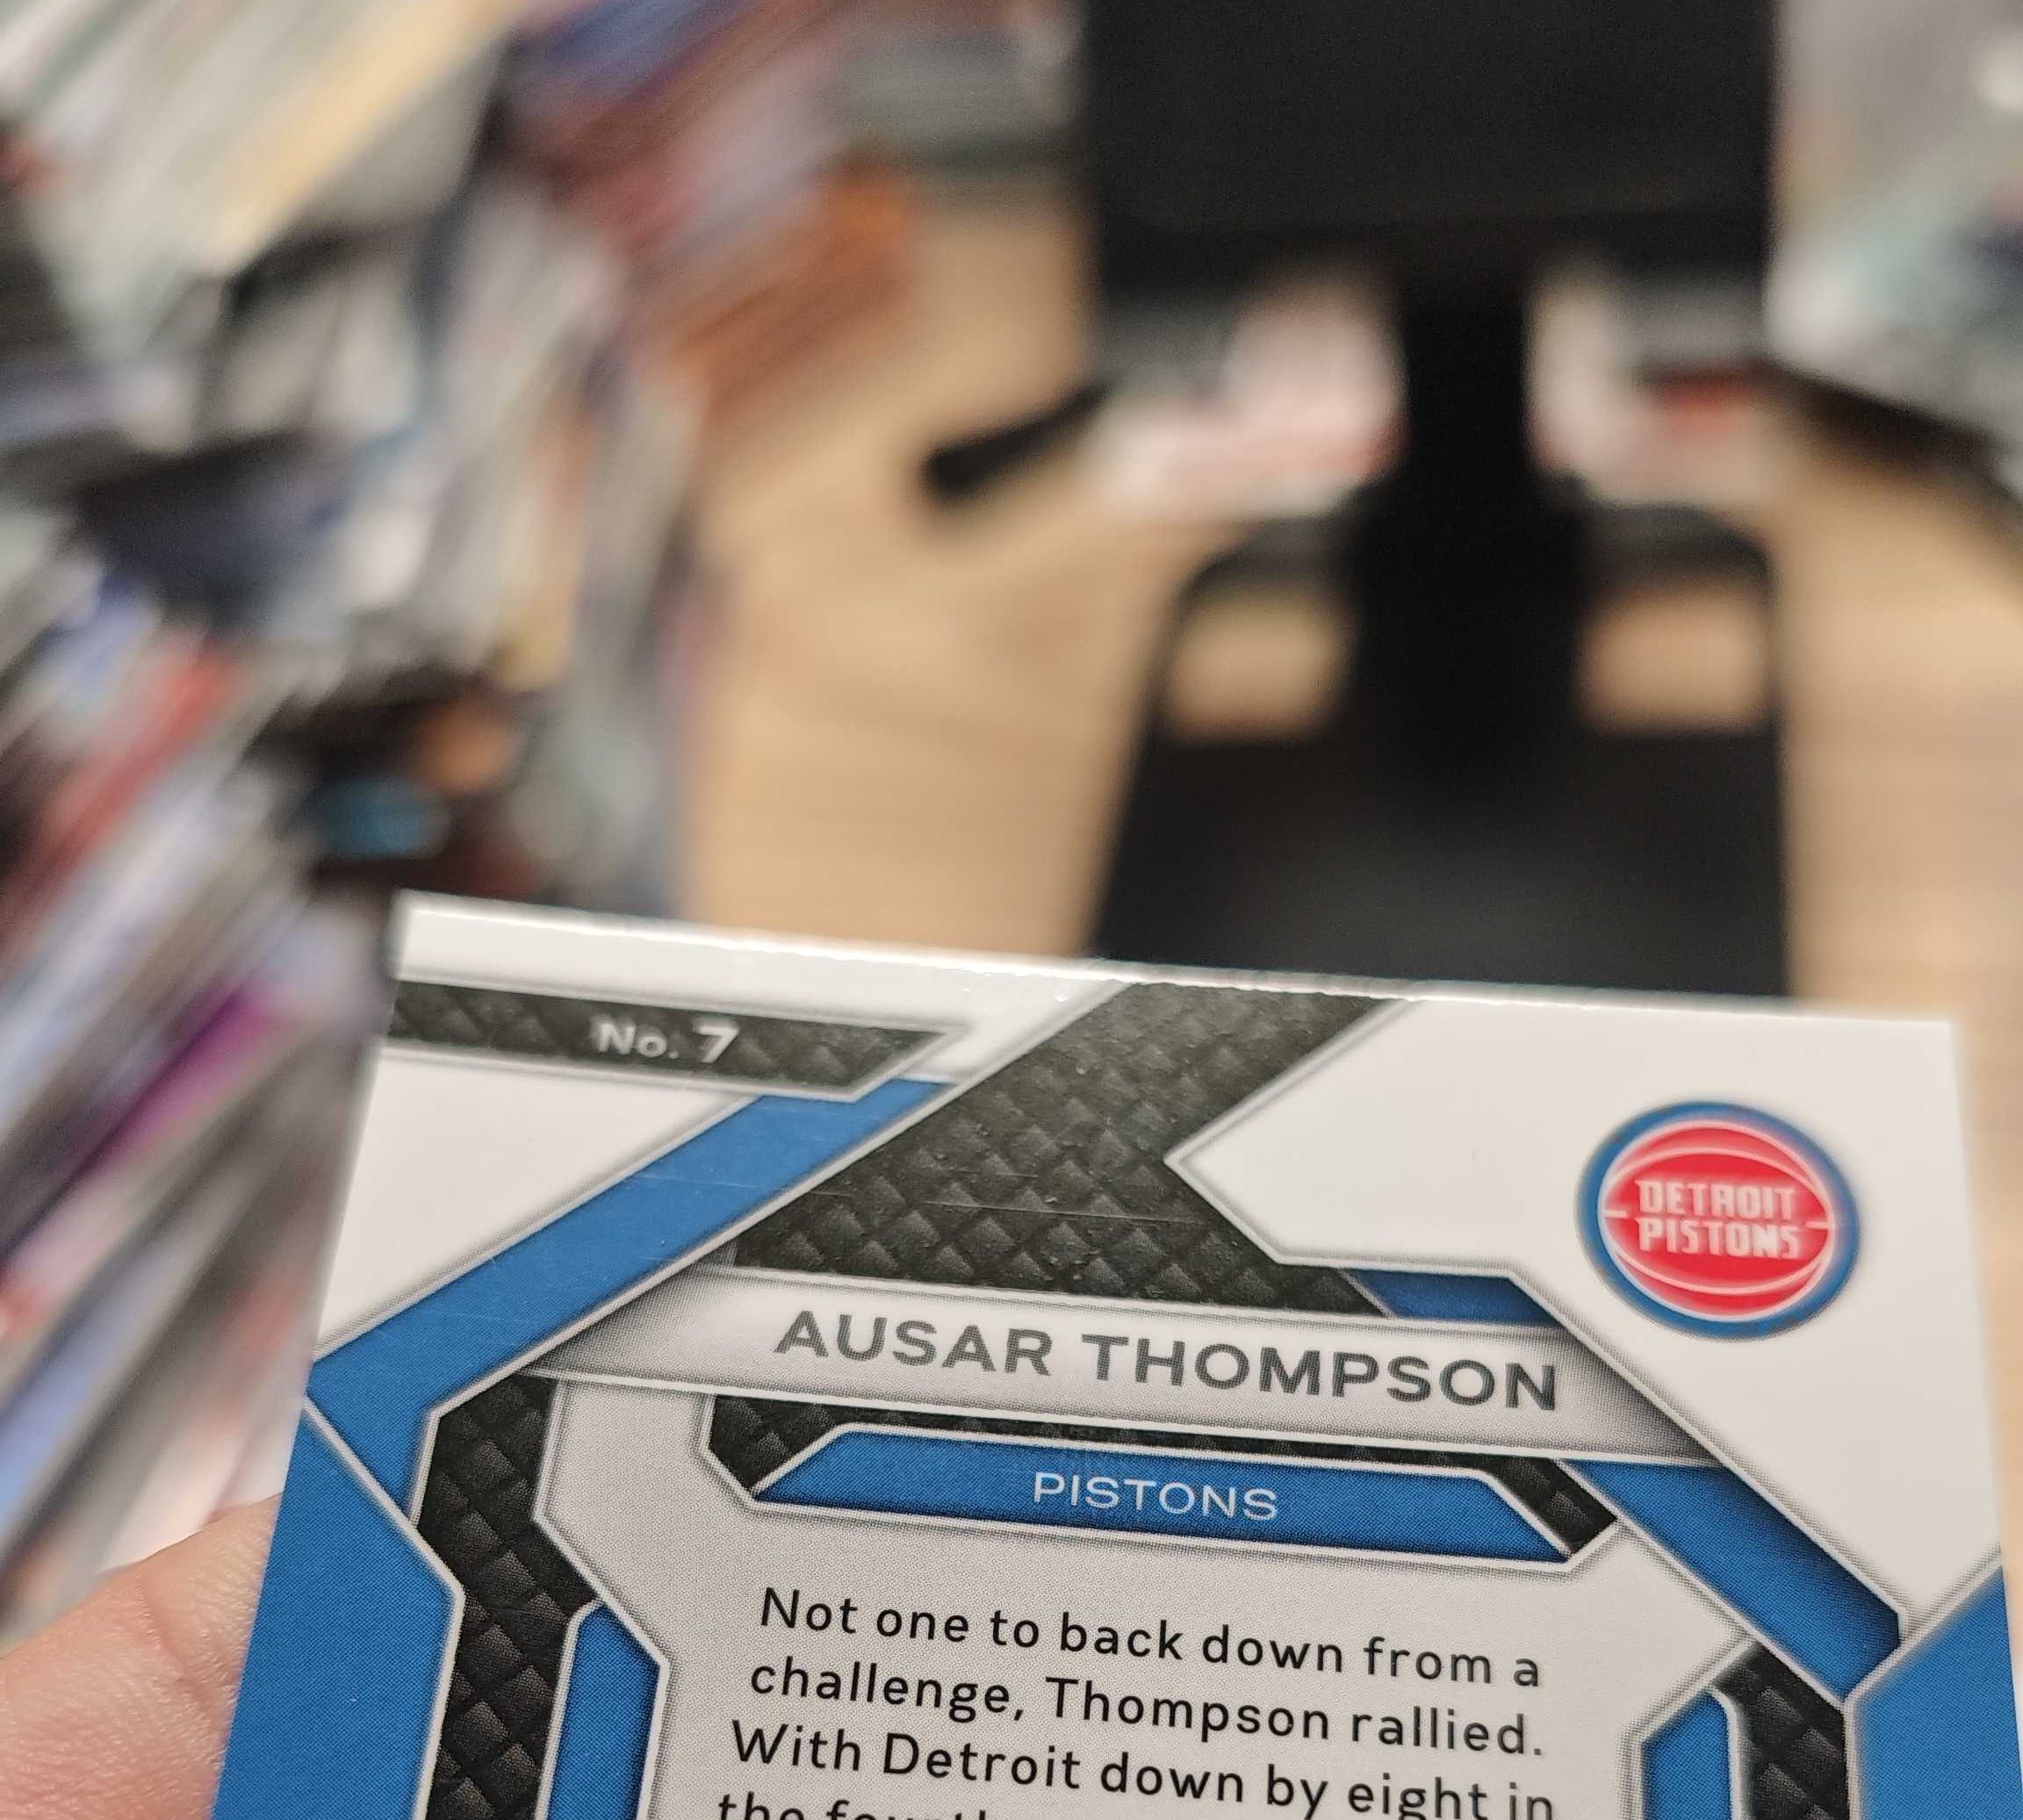 No. 7
DETROIT
PISTONS
AUSAR THOMPSON
PISTONS
Not one to back down from a
challenge, Thompson rallied.
With Detroit down by eight in
the